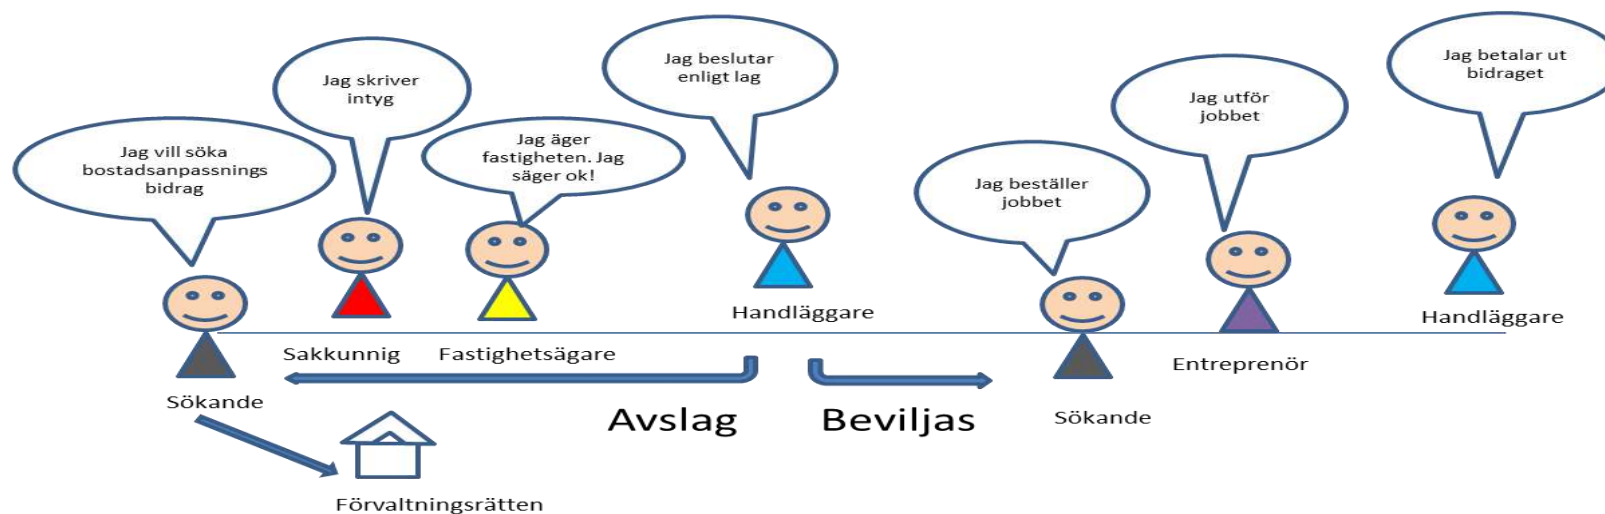 Jag vill söka
bostadsanpassnings
bidrag
Jag skriver
intyg
Jag äger
fastigheten. Jag
säger ok!
Jag beslutar
enligt lag
Jag beställer
jobbet
Jag utför
jobbet
Jag betalar ut
bidraget
Sökande
Sakkunnig
Fastighetsägare
Handläggare
Sökande
Entreprenör
Handläggare
Avslag
Beviljas
Förvaltningsrätten